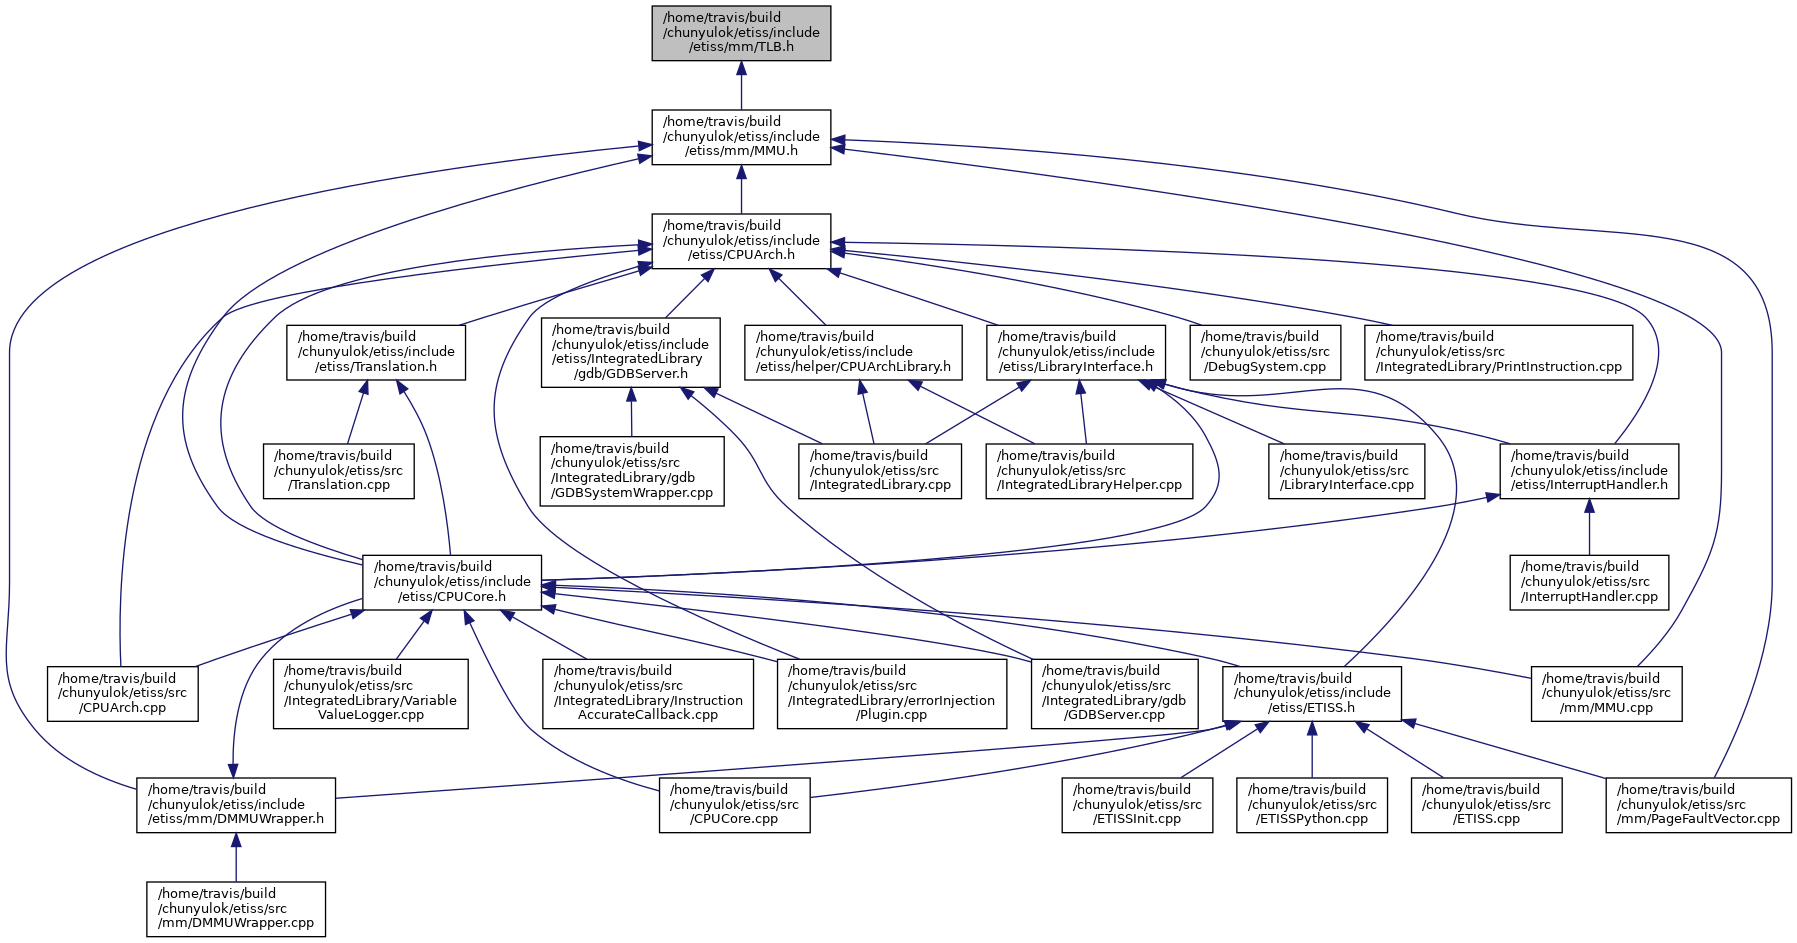 /home/travis/build
/chunyulok/etiss/include
/etiss/mm/TLB.h
/home/travis/build
/chunyulok/etiss/include
/etiss/mm/MMU.h
/home/travis/build
/chunyulok/etiss/include
/etiss/CPUArch.h
/home/travis/build
/chunyulok/etiss/include
/etiss/Translation.h
/home/travis/build
/chunyulok/etiss/include
/etiss/IntegratedLibrary
/gdb/GDBServer.h
/home/travis/build
/chunyulok/etiss/include
/etiss/helper/CPUArchLibrary.h
/home/travis/build
/chunyulok/etiss/include
/etiss/LibraryInterface.h
/home/travis/build
/chunyulok/etiss/src
/DebugSystem.cpp
/home/travis/build
/chunyulok/etiss/src
/IntegratedLibrary/PrintInstruction.cpp
/home/travis/build
/chunyulok/etiss/src
/Translation.cpp
/home/travis/build
/chunyulok/etiss/src
/IntegratedLibrary/gdb
/GDBSystemWrapper.cpp
/home/travis/build
/chunyulok/etiss/src
/IntegratedLibrary.cpp
/home/travis/build
/chunyulok/etiss/src
/IntegratedLibraryHelper.cpp
/home/travis/build
/chunyulok/etiss/src
/LibraryInterface.cpp
/home/travis/build
/chunyulok/etiss/include
/etiss/InterruptHandler.h
/home/travis/build
/chunyulok/etiss/include
/etiss/CPUCore.h
/home/travis/build
/chunyulok/etiss/src
/InterruptHandler.cpp
/home/travis/build
/chunyulok/etiss/src
/CPUArch.cpp
/home/travis/build
/chunyulok/etiss/src
/IntegratedLibrary/Variable
ValueLogger.cpp
/home/travis/build
/chunyulok/etiss/src
/IntegratedLibrary/Instruction
AccurateCallback.cpp
/home/travis/build
/chunyulok/etiss/src
/IntegratedLibrary/errorInjection
/Plugin.cpp
/home/travis/build
/chunyulok/etiss/src
/IntegratedLibrary/gdb
/GDBServer.cpp
/home/travis/build
/chunyulok/etiss/include
/etiss/ETISS.h
/home/travis/build
/chunyulok/etiss/src
/mm/MMU.cpp
/home/travis/build
/chunyulok/etiss/include
/etiss/mm/DMMUWrapper.h
/home/travis/build
/chunyulok/etiss/src
/CPUCore.cpp
/home/travis/build
/chunyulok/etiss/src
/ETISSInit.cpp
/home/travis/build
/chunyulok/etiss/src
/ETISSPython.cpp
/home/travis/build
/chunyulok/etiss/src
/ETISS.cpp
/home/travis/build
/chunyulok/etiss/src
/mm/PageFaultVector.cpp
/home/travis/build
/chunyulok/etiss/src
/mm/DMMUWrapper.cpp